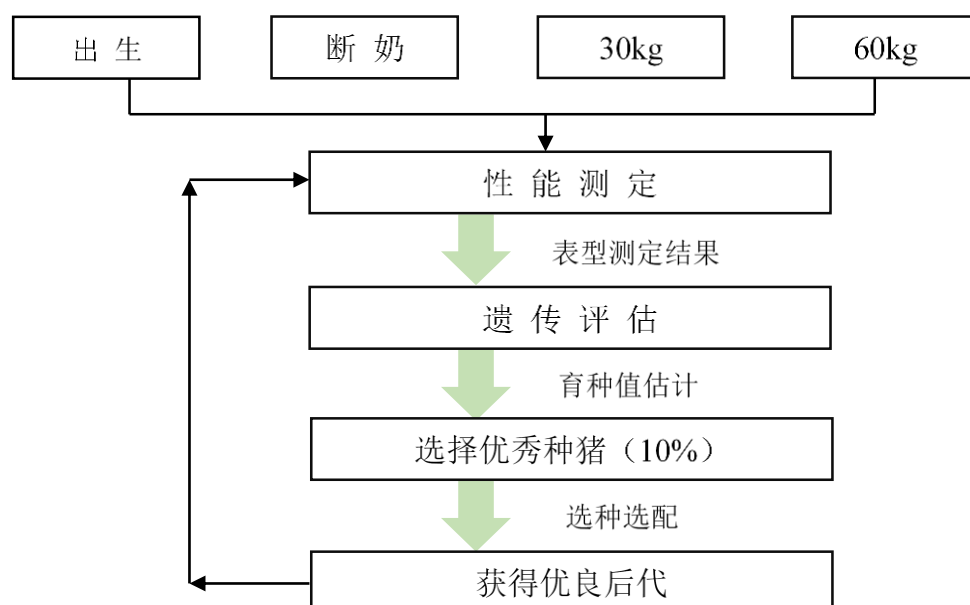 出 生
断 奶
30kg
60kg
性 能 测 定
表型测定结果
遗 传 评 估
育种值估计
选择优秀种猪（10%）
选种选配
获得优良后代